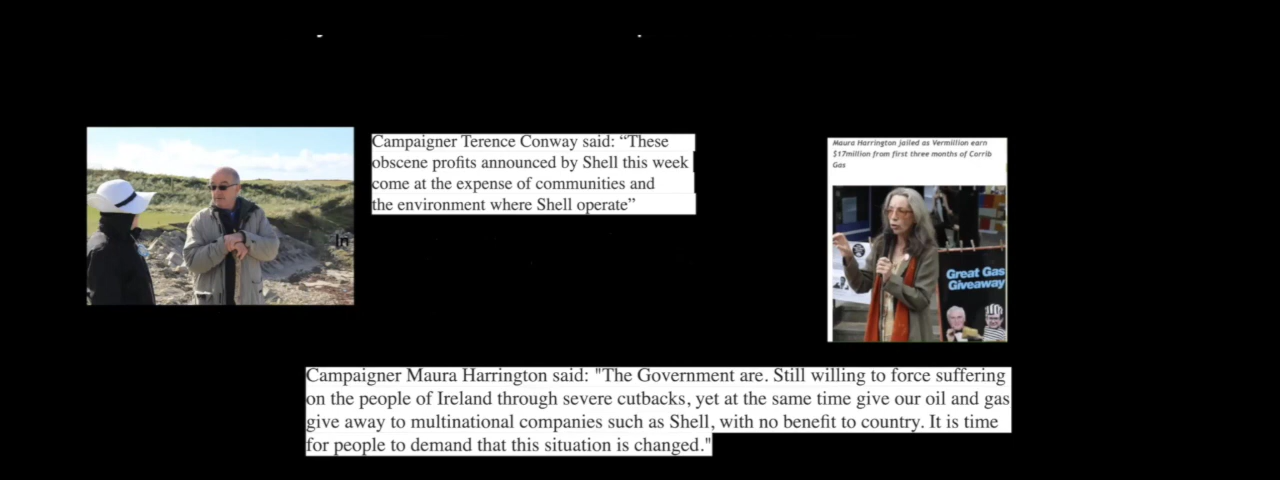 Campaigner Terence Conway said: “These
obscene profits announced by Shell this week
come at the expense of communities and
the environment where Shell operate”
Maura Harrington jailed as Vermillion earn
$17million from first three months of Corrib
Gas
Great Gas
Giveaway
Campaigner Maura Harrington said: "The Government are. Still willing to force suffering
on the people of Ireland through severe cutbacks, yet at the same time give our oil and gas
give away to multinational companies such as Shell, with no benefit to country. It is time
for people to demand that this situation is changed."